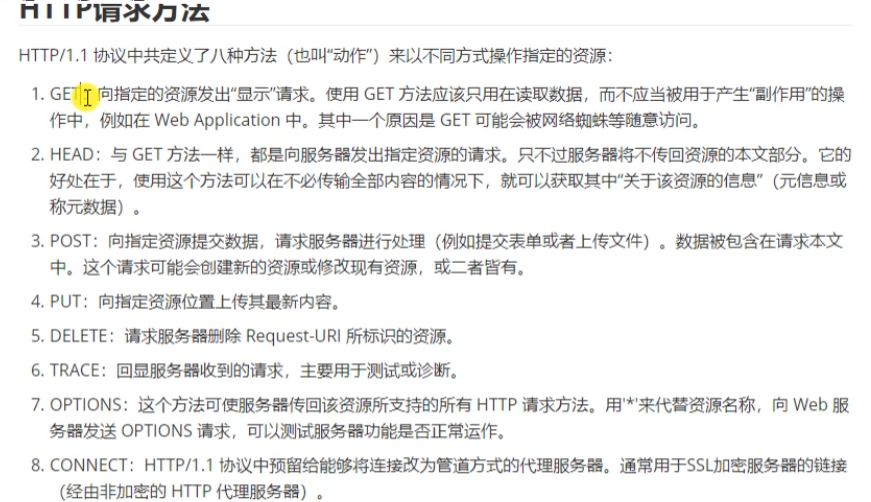 HTTP请求方法
HTTP/1.1 协议中共定义了八种方法（也叫“动作”）来以不同方式操作指定的资源：
1. GET：向指定的资源发出“显示”请求。使用 GET 方法应该只用在读取数据，而不应当被用于产生“副作用”的操
作中，例如在 Web Application 中。其中一个原因是 GET 可能会被网络蜘蛛等随意访问。
2. HEAD：与 GET 方法一样，都是向服务器发出指定资源的请求。只不过服务器将不传回资源的本文部分。它的
好处在于，使用这个方法可以在不必传输全部内容的情况下，就可以获取其中“关于该资源的信息”（元信息或
称元数据）。
3. POST：向指定资源提交数据，请求服务器进行处理（例如提交表单或者上传文件）。数据被包含在请求本文
中。这个请求可能会创建新的资源或修改现有资源，或二者皆有。
4. PUT：向指定资源位置上传其最新内容。
5. DELETE：请求服务器删除 Request-URI 所标识的资源。
6. TRACE：回显服务器收到的请求，主要用于测试或诊断。
7. OPTIONS：这个方法可使服务器传回该资源所支持的所有 HTTP 请求方法。用'*'来代替资源名称，向 Web 服
务器发送 OPTIONS 请求，可以测试服务器功能是否正常运作。
8. CONNECT：HTTP/1.1 协议中预留给能够将连接改为管道方式的代理服务器。通常用于SSL加密服务器的链接
（经由非加密的 HTTP 代理服务器）。